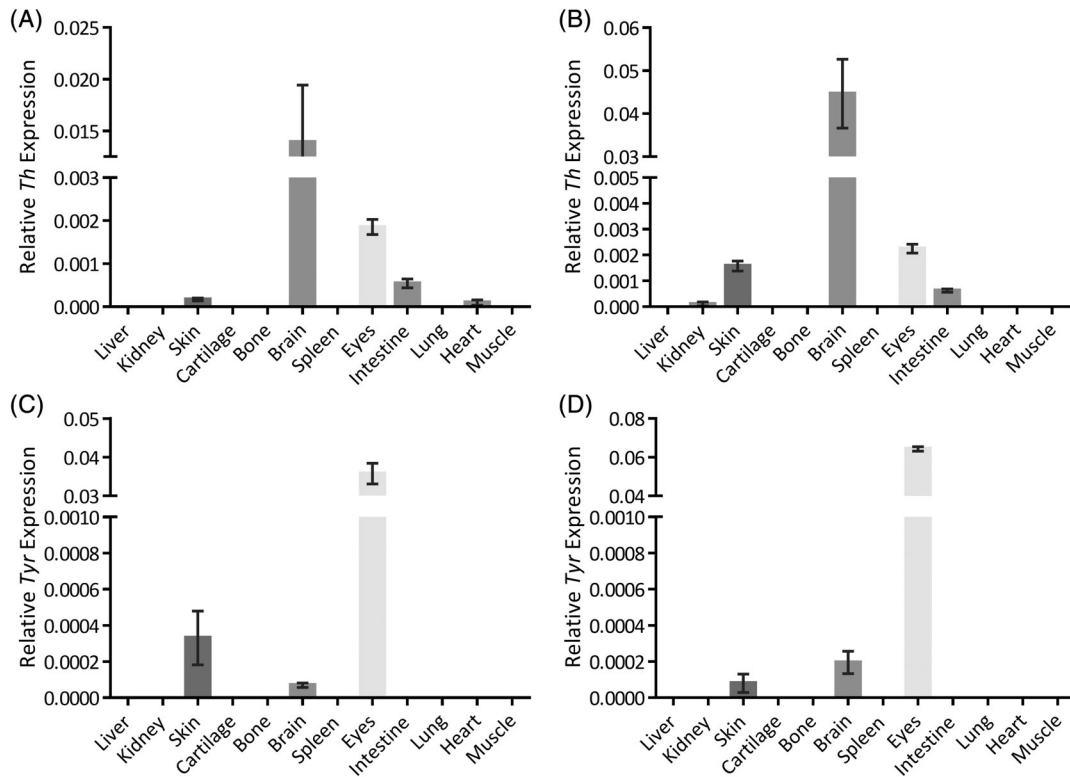 (A)
Relative Th Expression
0.025
0.020
0.015
0.003
0.002
0.001
0.000
Liver
Kidney
Skin
Cartilage
Bone
Brain
Spleen
Eyes
Intestine
Lung
Heart
Muscle
(B)
Relative Th Expression
0.06
0.05
0.04
0.03
0.005
0.004
0.003
0.002
0.001
0.000
Liver
Kidney
Skin
Cartilage
Bone
Brain
Spleen
Eyes
Intestine
Lung
Heart
Muscle
(C)
Relative Tyr Expression
0.05
0.04
0.03
0.0010
0.0008
0.0006
0.0004
0.0002
0.0000
Liver
Kidney
Skin
Cartilage
Bone
Brain
Spleen
Eyes
Intestine
Lung
Heart
Muscle
(D)
Relative Tyr Expression
0.08
0.06
0.04
0.0010
0.0008
0.0006
0.0004
0.0002
0.0000
Liver
Kidney
Skin
Cartilage
Bone
Brain
Spleen
Eyes
Intestine
Lung
Heart
Muscle